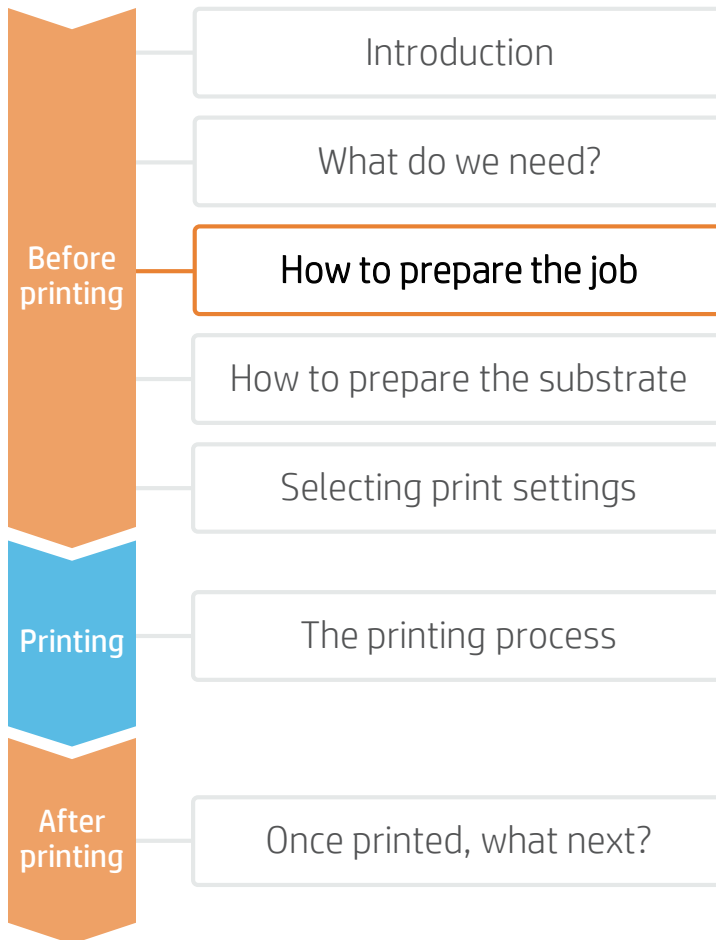 Before
printing
Introduction
What do we need?
How to prepare the job
How to prepare the substrate
Selecting print settings
Printing
The printing process
After
printing
Once printed, what next?